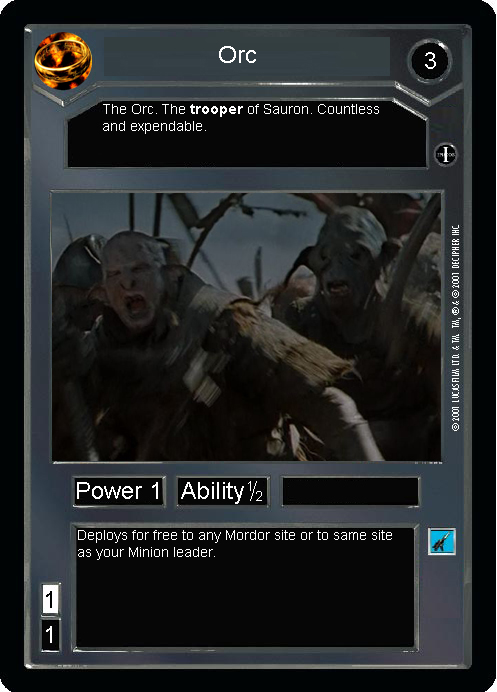 Orc
3
The Orc. The trooper of Sauron. Countless
and expendable.
I
© 2001 LUCASFILM LTD. & TM. TM, ® & © 2001 DECIPHER INC.
Power 1
Ability ½
Deploys for free to any Mordor site or to same site
as your Minion leader.
1
1